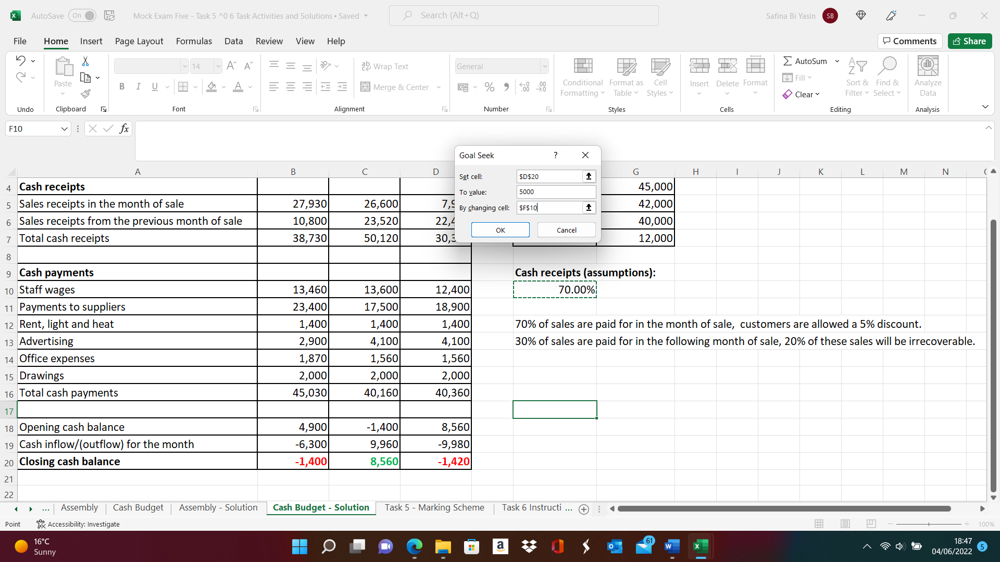 AutoSave On Mock Exam Five - Task 5 ^0 6 Task Activities and Solutions • Saved Search (Alt+Q) Safina Bi Yasin SB
File Home Insert Page Layout Formulas Data Review View Help Comments Share
14 Wrap Text General AutoSum
Paste B I U Merge & Center % Conditional Formatting Format as Table Cell Styles Insert Delete Format Fill Clear Sort & Filter Find & Select Analyze Data
Undo Clipboard Font Alignment Number Styles Cells Editing Analysis
F10 fx
Goal Seek ?
Set cell: $D$20
To value: 5000
By changing cell: $F$10
OK Cancel
A B C D G H I J K L M N
4 Cash receipts 45,000
5 Sales receipts in the month of sale 27,930 26,600 7,9 42,000
6 Sales receipts from the previous month of sale 10,800 23,520 22,4 40,000
7 Total cash receipts 38,730 50,120 30,3 12,000
8
9 Cash payments Cash receipts (assumptions):
10 Staff wages 13,460 13,600 12,400 70.00%
11 Payments to suppliers 23,400 17,500 18,900
12 Rent, light and heat 1,400 1,400 1,400 70% of sales are paid for in the month of sale,  customers are allowed a 5% discount.
13 Advertising 2,900 4,100 4,100 30% of sales are paid for in the following month of sale, 20% of these sales will be irrecoverable.
14 Office expenses 1,870 1,560 1,560
15 Drawings 2,000 2,000 2,000
16 Total cash payments 45,030 40,160 40,360
17
18 Opening cash balance 4,900 -1,400 8,560
19 Cash inflow/(outflow) for the month -6,300 9,960 -9,980
20 Closing cash balance -1,400 8,560 -1,420
21
22
... Assembly Cash Budget Assembly - Solution Cash Budget - Solution Task 5 - Marking Scheme Task 6 Instructi ...
Point Accessibility: Investigate 100%
16°C
Sunny
61
18:47
04/06/2022 5